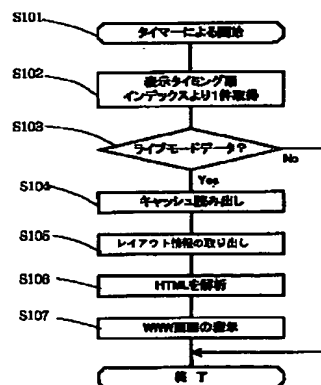 S101
タイマーによる開始
S102
表示タイミング順
インデックスより1件取得
S103
ライブモードデータ?
No
Yes
S104
キャッシュ読み出し
S105
レイアウト情報の取り出し
S106
HTMLを解析
S107
WWW画面の表示
終了